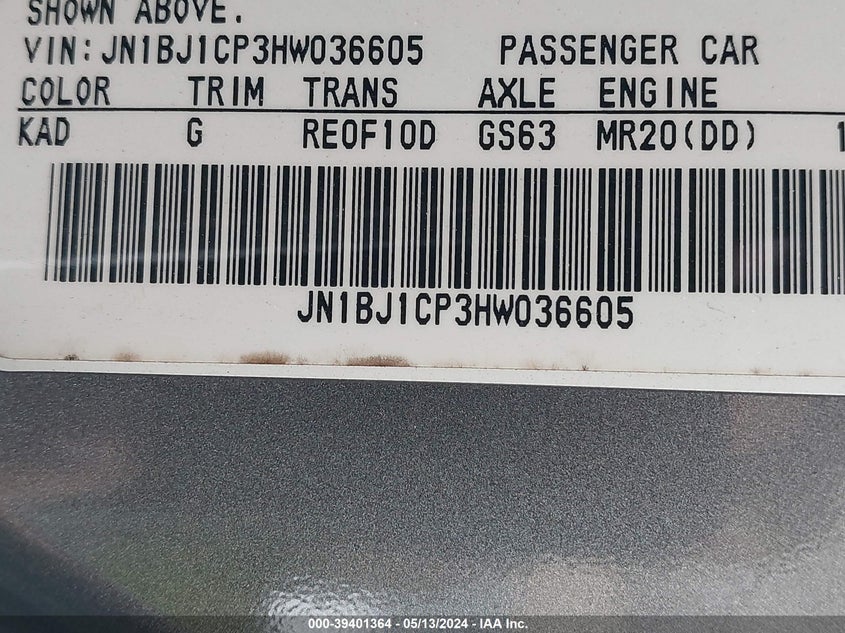 SHOWN ABOVE.
VIN: JN1BJ1CP3HW036605 PASSENGER CAR
COLOR TRIM TRANS AXLE ENGINE
KAD G RE0F10D GS63 MR20(DD) 1
JN1BJ1CP3HW036605
000-39401364 - 05/13/2024 - IAA Inc.